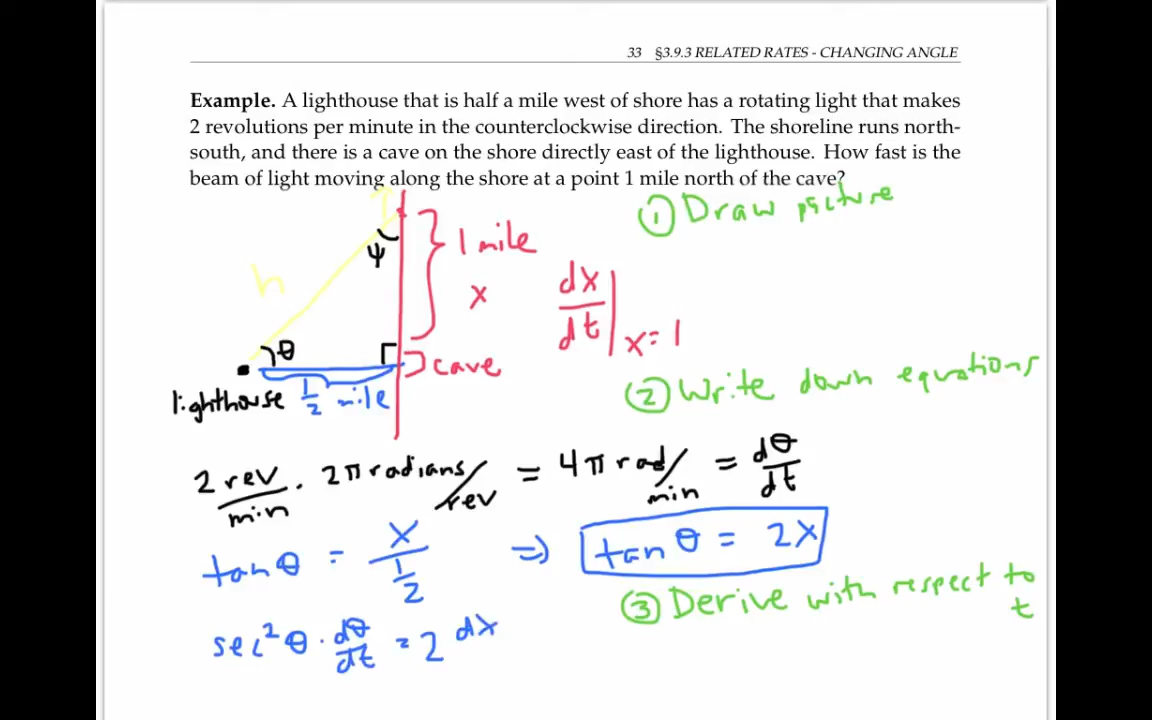 33 §3.9.3 RELATED RATES - CHANGING ANGLE
Example. A lighthouse that is half a mile west of shore has a rotating light that makes
2 revolutions per minute in the counterclockwise direction. The shoreline runs north-
south, and there is a cave on the shore directly east of the lighthouse. How fast is the
beam of light moving along the shore at a point 1 mile north of the cave?
① Draw picture
ψ
1 mile
h
x
dx/dt | x=1
θ
cave
lighthouse 1/2 mile
② Write down equations
2 rev/min · 2π radians/rev = 4π rad/min = dθ/dt
tan θ = x/(1/2) ⇒ tan θ = 2x
③ Derive with respect to
t
sec²θ · dθ/dt = 2 dx